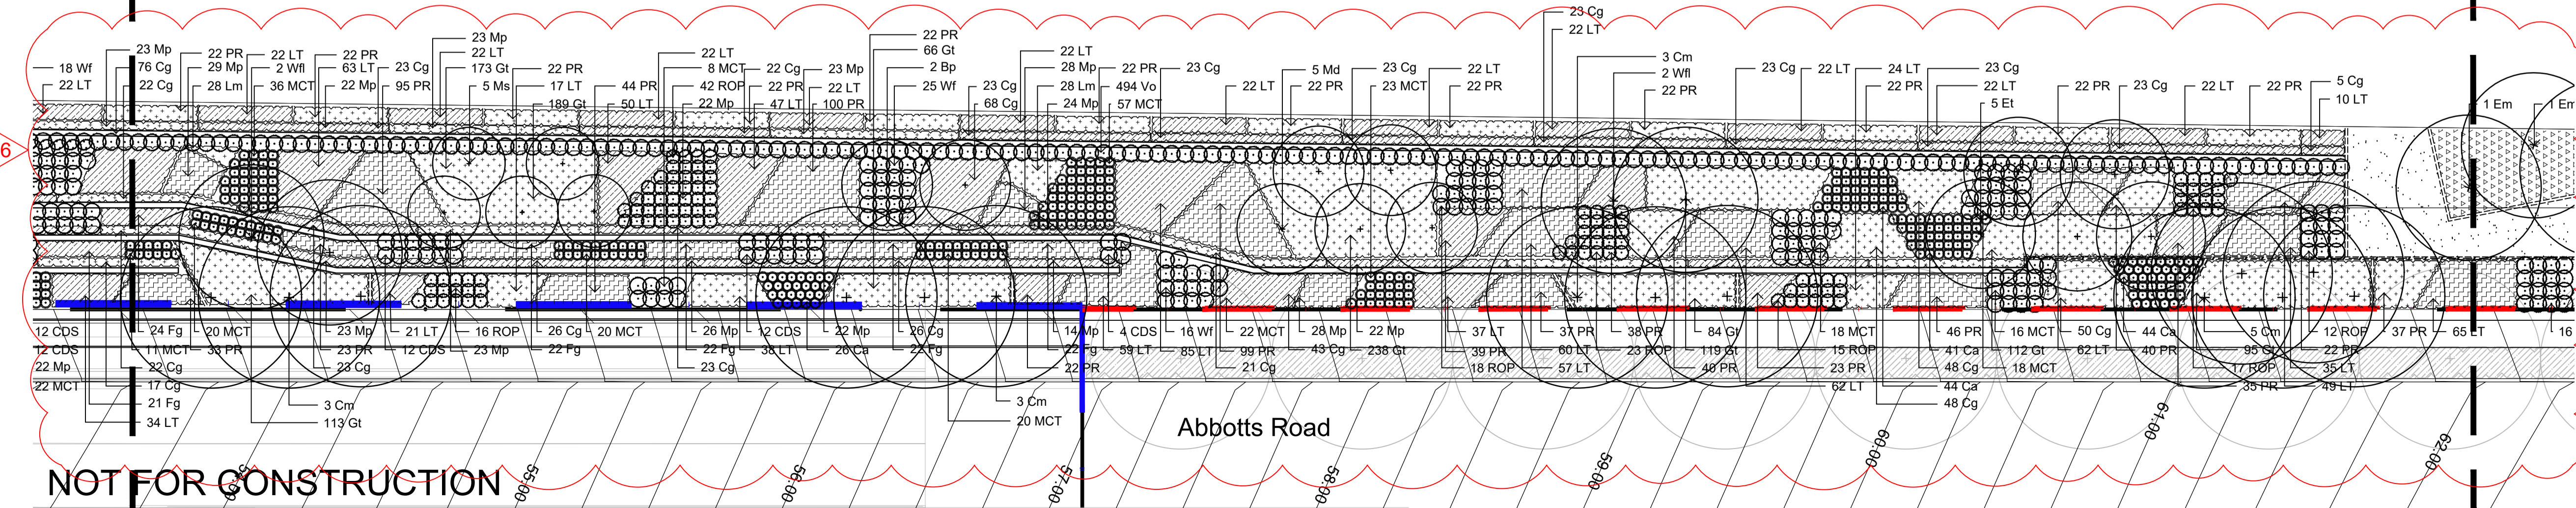 23 Cg
22 LT
23 Mp
22 PR
22 LT
66 Gt
23 Mp
22 PR
22 LT
22 PR
22 LT
22 LT
3 Cm
18 Wf
76 Cg
29 Mp
2 Wfl
63 LT
23 Cg
173 Gt
22 PR
8 MCT
22 Cg
23 Mp
2 Bp
28 Mp
22 PR
23 Cg
5 Md
23 Cg
22 LT
2 Wfl
23 Cg
22 LT
24 LT
23 Cg
22 LT
22 Cg
28 Lm
36 MCT
22 Mp
95 PR
5 Ms
17 LT
44 PR
42 ROP
22 PR
22 LT
25 Wf
23 Cg
28 Lm
494 Vo
22 LT
22 PR
23 MCT
22 PR
22 PR
22 PR
22 LT
22 PR
23 Cg
22 LT
22 PR
5 Cg
10 LT
189 Gt
50 LT
22 Mp
47 LT
100 PR
68 Cg
24 Mp
57 MCT
5 Et
1 Em
1 Em
6
12 CDS
24 Fg
20 MCT
23 Mp
21 LT
16 ROP
26 Cg
20 MCT
26 Mp
12 CDS
22 Mp
26 Cg
14 Mp
4 CDS
16 Wf
22 MCT
28 Mp
22 Mp
37 LT
37 PR
38 PR
84 Gt
18 MCT
46 PR
16 MCT
50 Cg
44 Ca
5 Cm
12 ROP
37 PR
65 LT
16
12 CDS
11 MCT
33 PR
23 PR
12 CDS
23 Mp
22 Fg
22 Fg
38 LT
26 Ca
22 Fg
22 Fg
59 LT
85 LT
99 PR
43 Cg
238 Gt
39 PR
60 LT
23 ROP
119 Gt
15 ROP
41 Ca
112 Gt
62 LT
40 PR
95 Gt
22 PR
22 Mp
22 Cg
23 Cg
23 Cg
22 PR
21 Cg
18 ROP
57 LT
40 PR
23 PR
48 Cg
18 MCT
17 ROP
35 LT
22 MCT
17 Cg
62 LT
44 Ca
35 PR
49 LT
21 Fg
3 Cm
3 Cm
48 Cg
34 LT
113 Gt
20 MCT
Abbotts Road
NOT FOR CONSTRUCTION
55.00
56.00
57.00
58.00
59.00
60.00
61.00
62.00